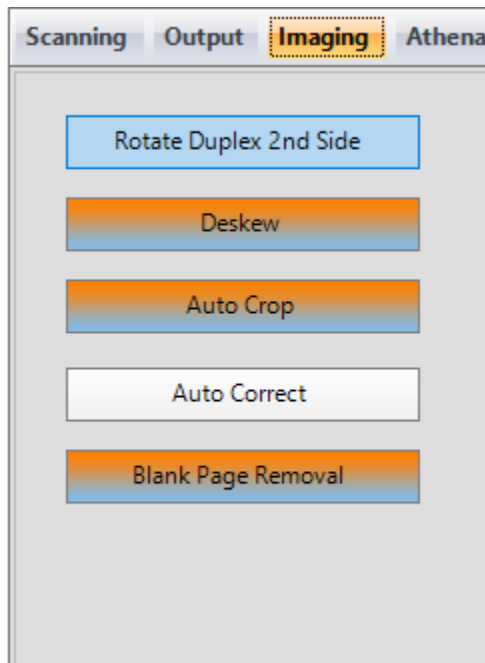 Scanning Output Imaging Athena
Rotate Duplex 2nd Side
Deskew
Auto Crop
Auto Correct
Blank Page Removal